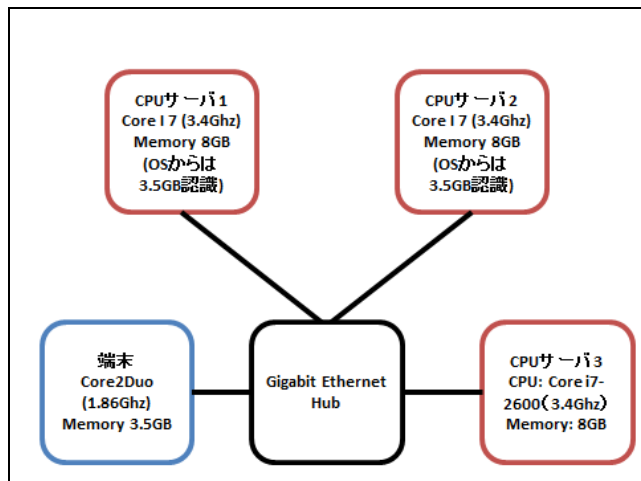 CPUサーバ1
Core I 7 (3.4Ghz)
Memory 8GB
(OSからは
3.5GB認識)
CPUサーバ2
Core I 7 (3.4Ghz)
Memory 8GB
(OSからは
3.5GB認識)
端末
Core2Duo
(1.86Ghz)
Memory 3.5GB
Gigabit Ethernet
Hub
CPUサーバ3
CPU: Core i7-
2600(3.4Ghz)
Memory: 8GB